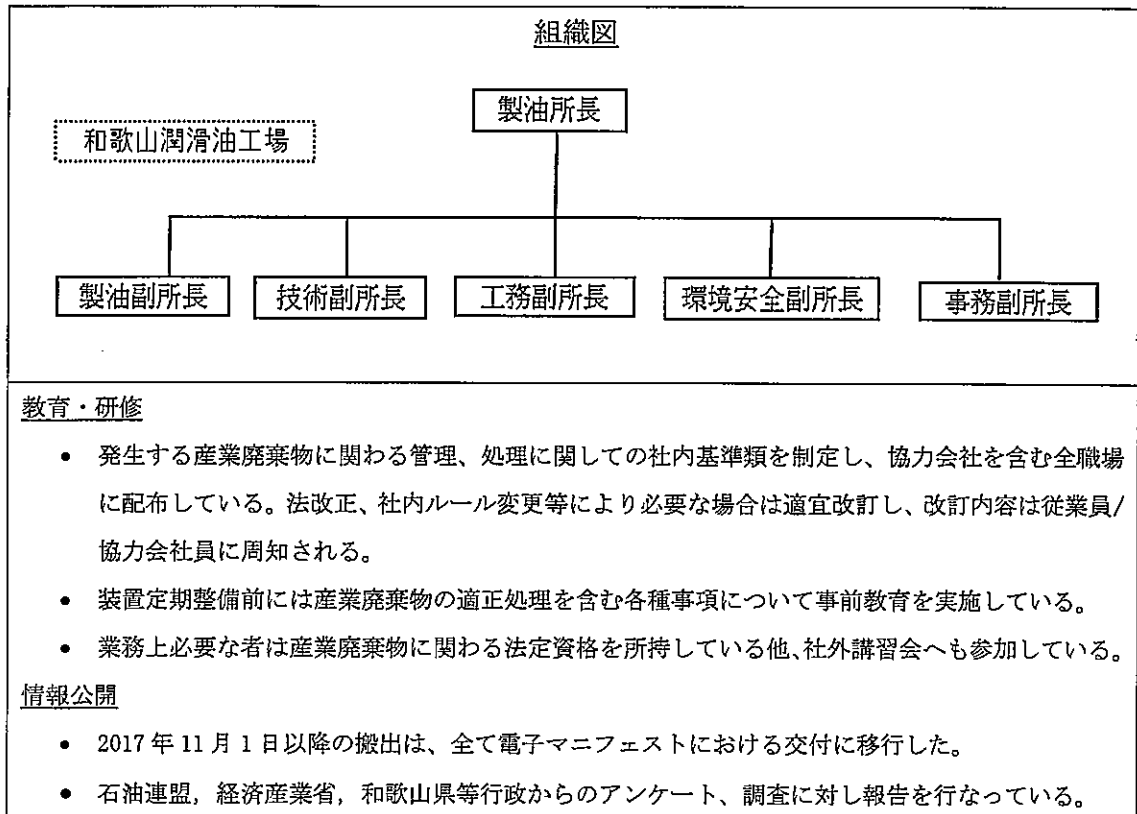 組織図
製油所長
和歌山潤滑油工場
製油副所長
技術副所長
工務副所長
環境安全副所長
事務副所長
教育・研修
• 発生する産業廃棄物に関わる管理、処理に関しての社内基準類を制定し、協力会社を含む全職場
に配布している。法改正、社内ルール変更等により必要な場合は適宜改訂し、改訂内容は従業員/
協力会社員に周知される。
• 装置定期整備前には産業廃棄物の適正処理を含む各種事項について事前教育を実施している。
• 業務上必要な者は産業廃棄物に関わる法定資格を所持している他、社外講習会へも参加している。
情報公開
• 2017年11月1日以降の搬出は、全て電子マニフェストにおける交付に移行した。
• 石油連盟，経済産業省，和歌山県等行政からのアンケート、調査に対し報告を行なっている。